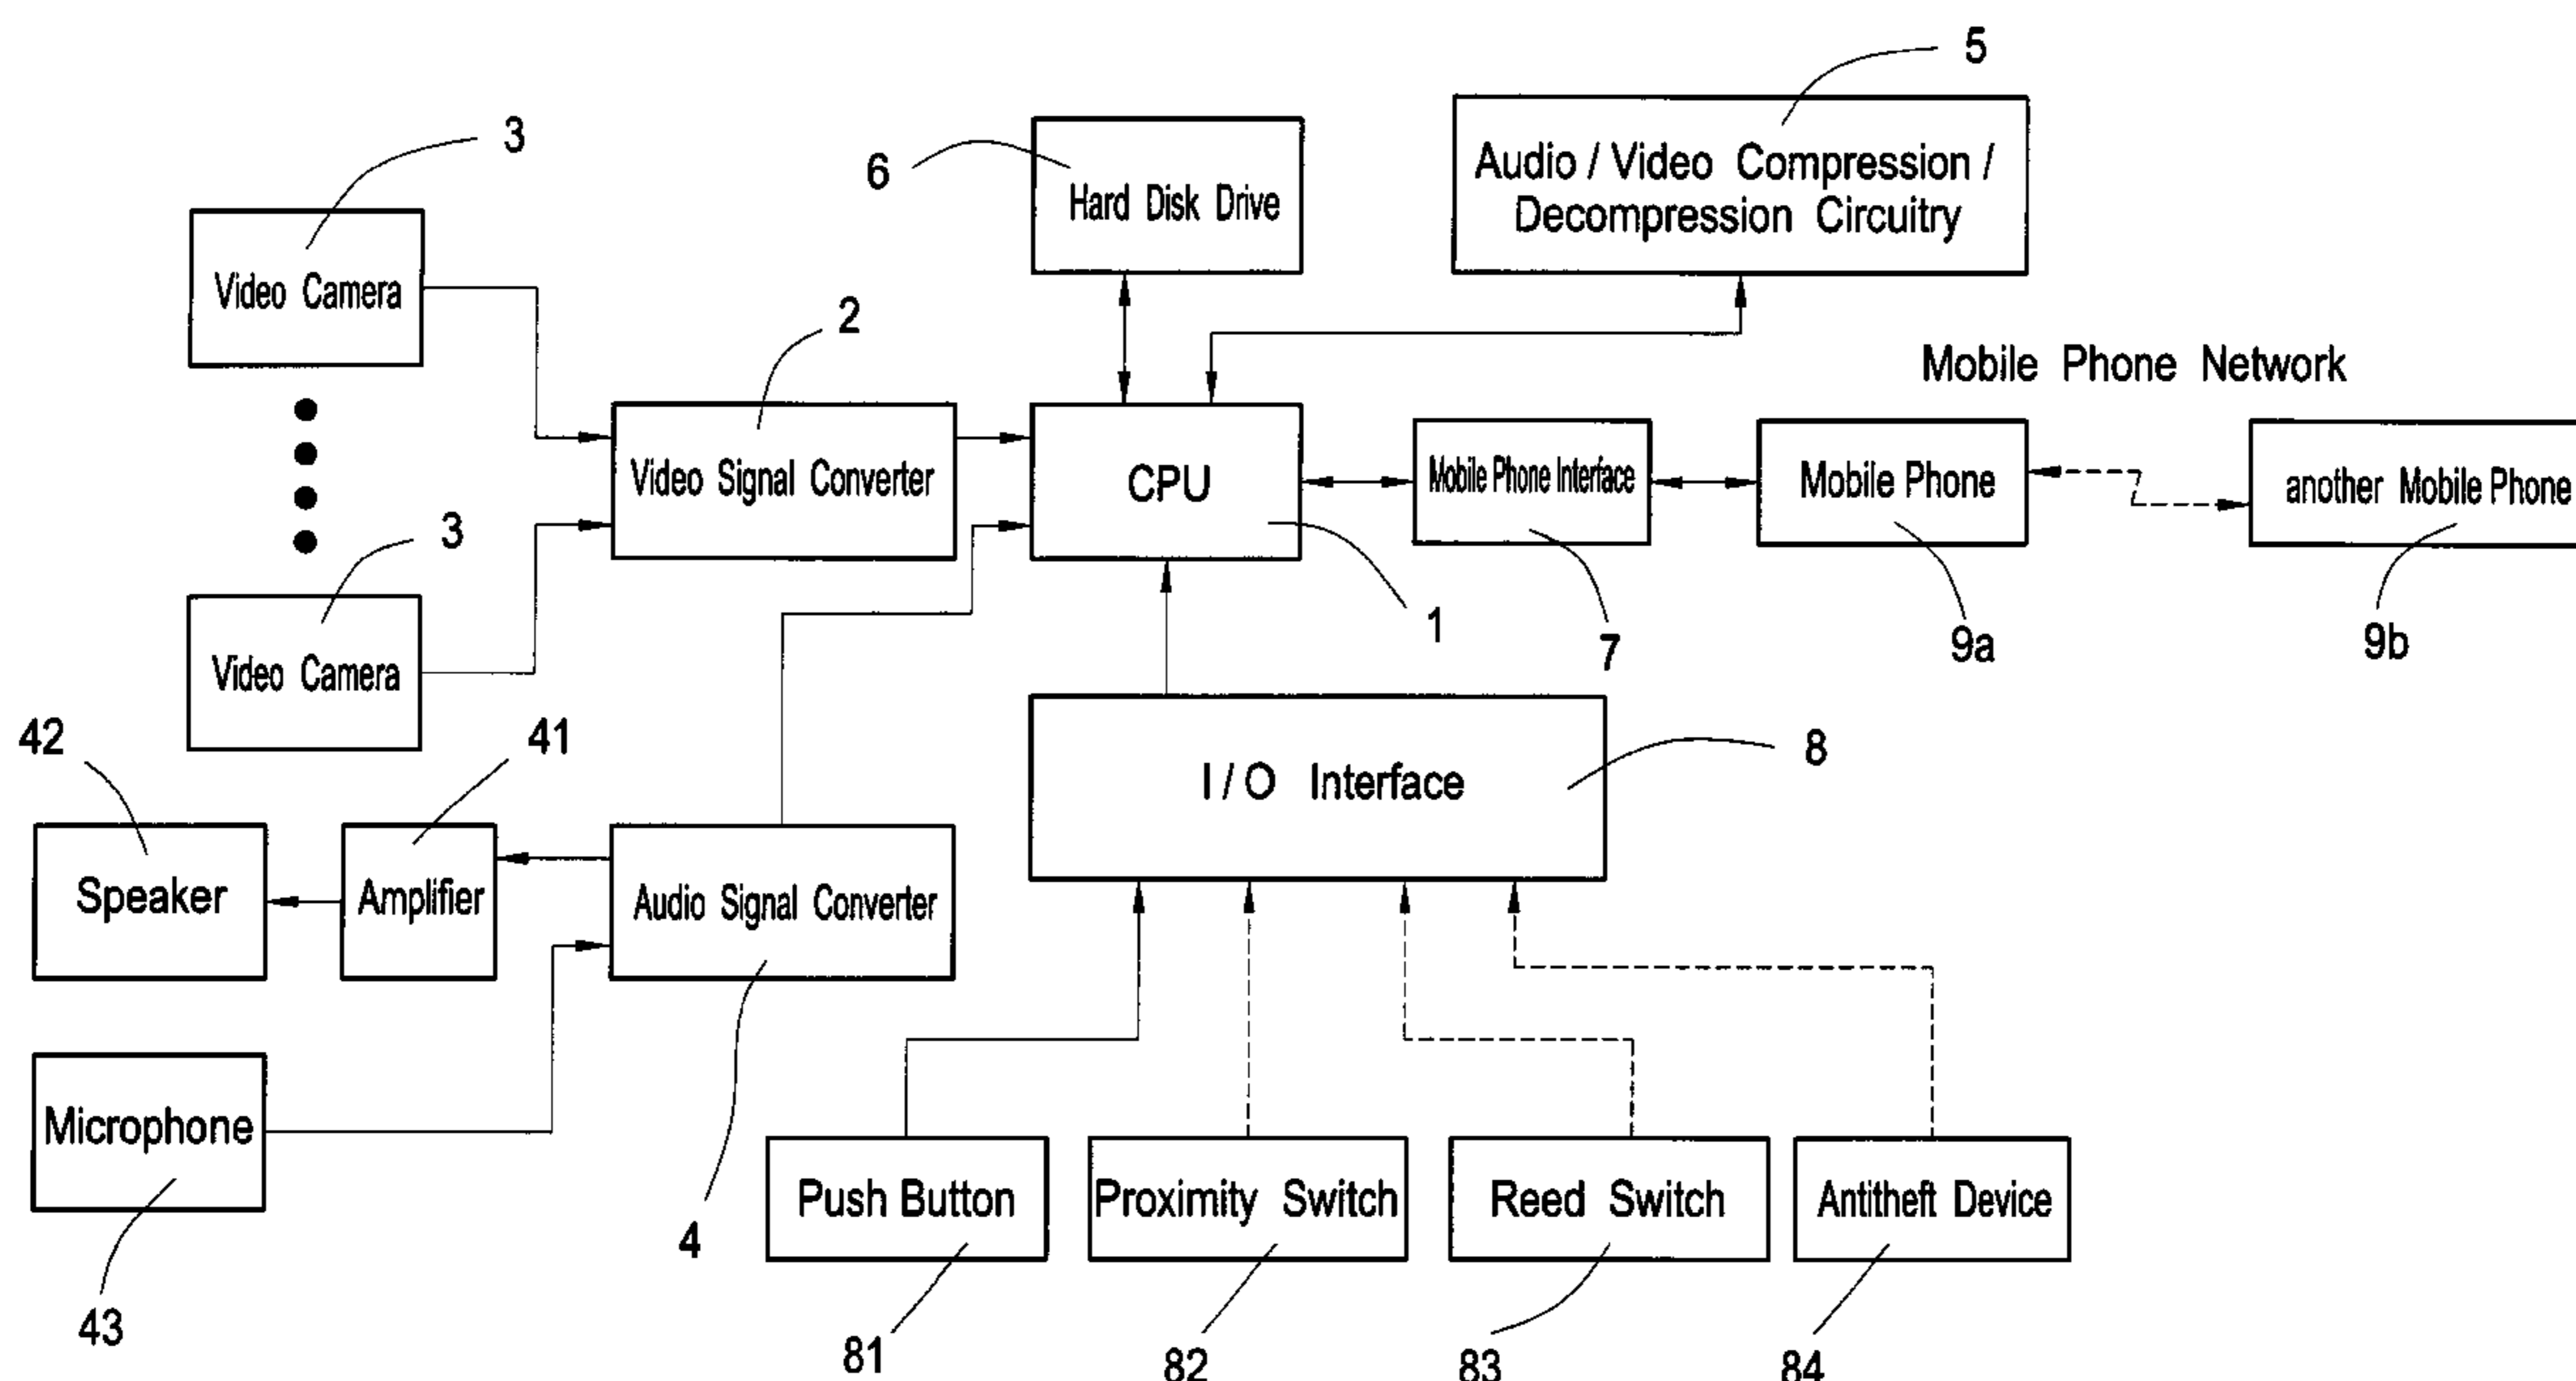 5
3
6
Hard Disk Drive
Audio / Video Compression /
Decompression Circuitry
Video Camera
2
Mobile Phone Network
Video Signal Converter
CPU
Mobile Phone Interface
Mobile Phone
another Mobile Phone
3
1
7
9a
9b
Video Camera
42
41
I / O Interface
8
Speaker
Amplifier
Audio Signal Converter
Microphone
4
Push Button
Proximity Switch
Reed Switch
Antitheft Device
43
81
82
83
84